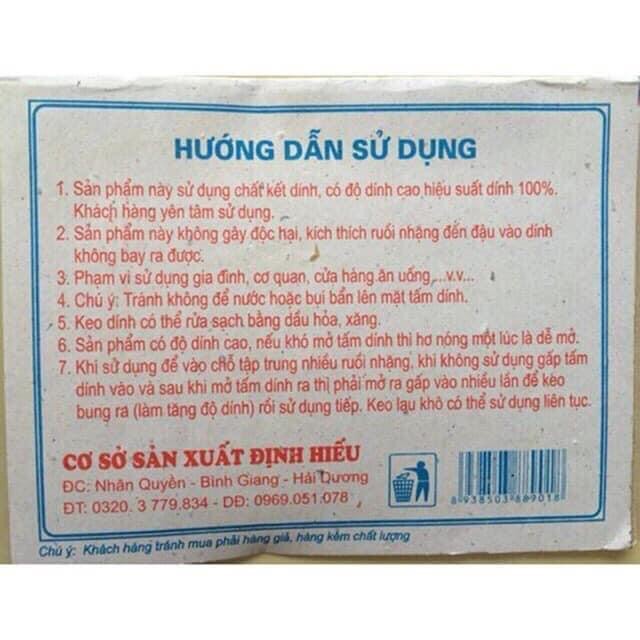 HƯỚNG DẪN SỬ DỤNG
1. Sản phẩm này sử dụng chất kết dính, có độ dính cao hiệu suất dính 100%.
Khách hàng yên tâm sử dụng.
2. Sản phẩm này không gây độc hại, kích thích ruồi nhặng đến đậu vào dính
không bay ra được.
3. Phạm vi sử dụng gia đình, cơ quan, cửa hàng ăn uống,...v.v...
4. Chú ý: Tránh không để nước hoặc bụi bẩn lên mặt tấm dính.
5. Keo dính có thể rửa sạch bằng dầu hỏa, xăng.
6. Sản phẩm có độ dính cao, nếu khó mở tấm dính thì hơ nóng một lúc là dễ mở.
7. Khi sử dụng để vào chỗ tập trung nhiều ruồi nhặng, khi không sử dụng gấp tấm
dính vào và sau khi mở tấm dính ra thì phải mở ra gấp vào nhiều lần để kéo
bung ra (làm tăng độ dính) rồi sử dụng tiếp. Keo lau khô có thể sử dụng liên tục.
CƠ SỞ SẢN XUẤT ĐỊNH HIẾU
ĐC: Nhân Quyền - Bình Giang - Hải Dương
ĐT: 0320. 3 779.834 - DĐ: 0969.051.078
8 938503 889018
Chú ý: Khách hàng tránh mua phải hàng giả, hàng kém chất lượng